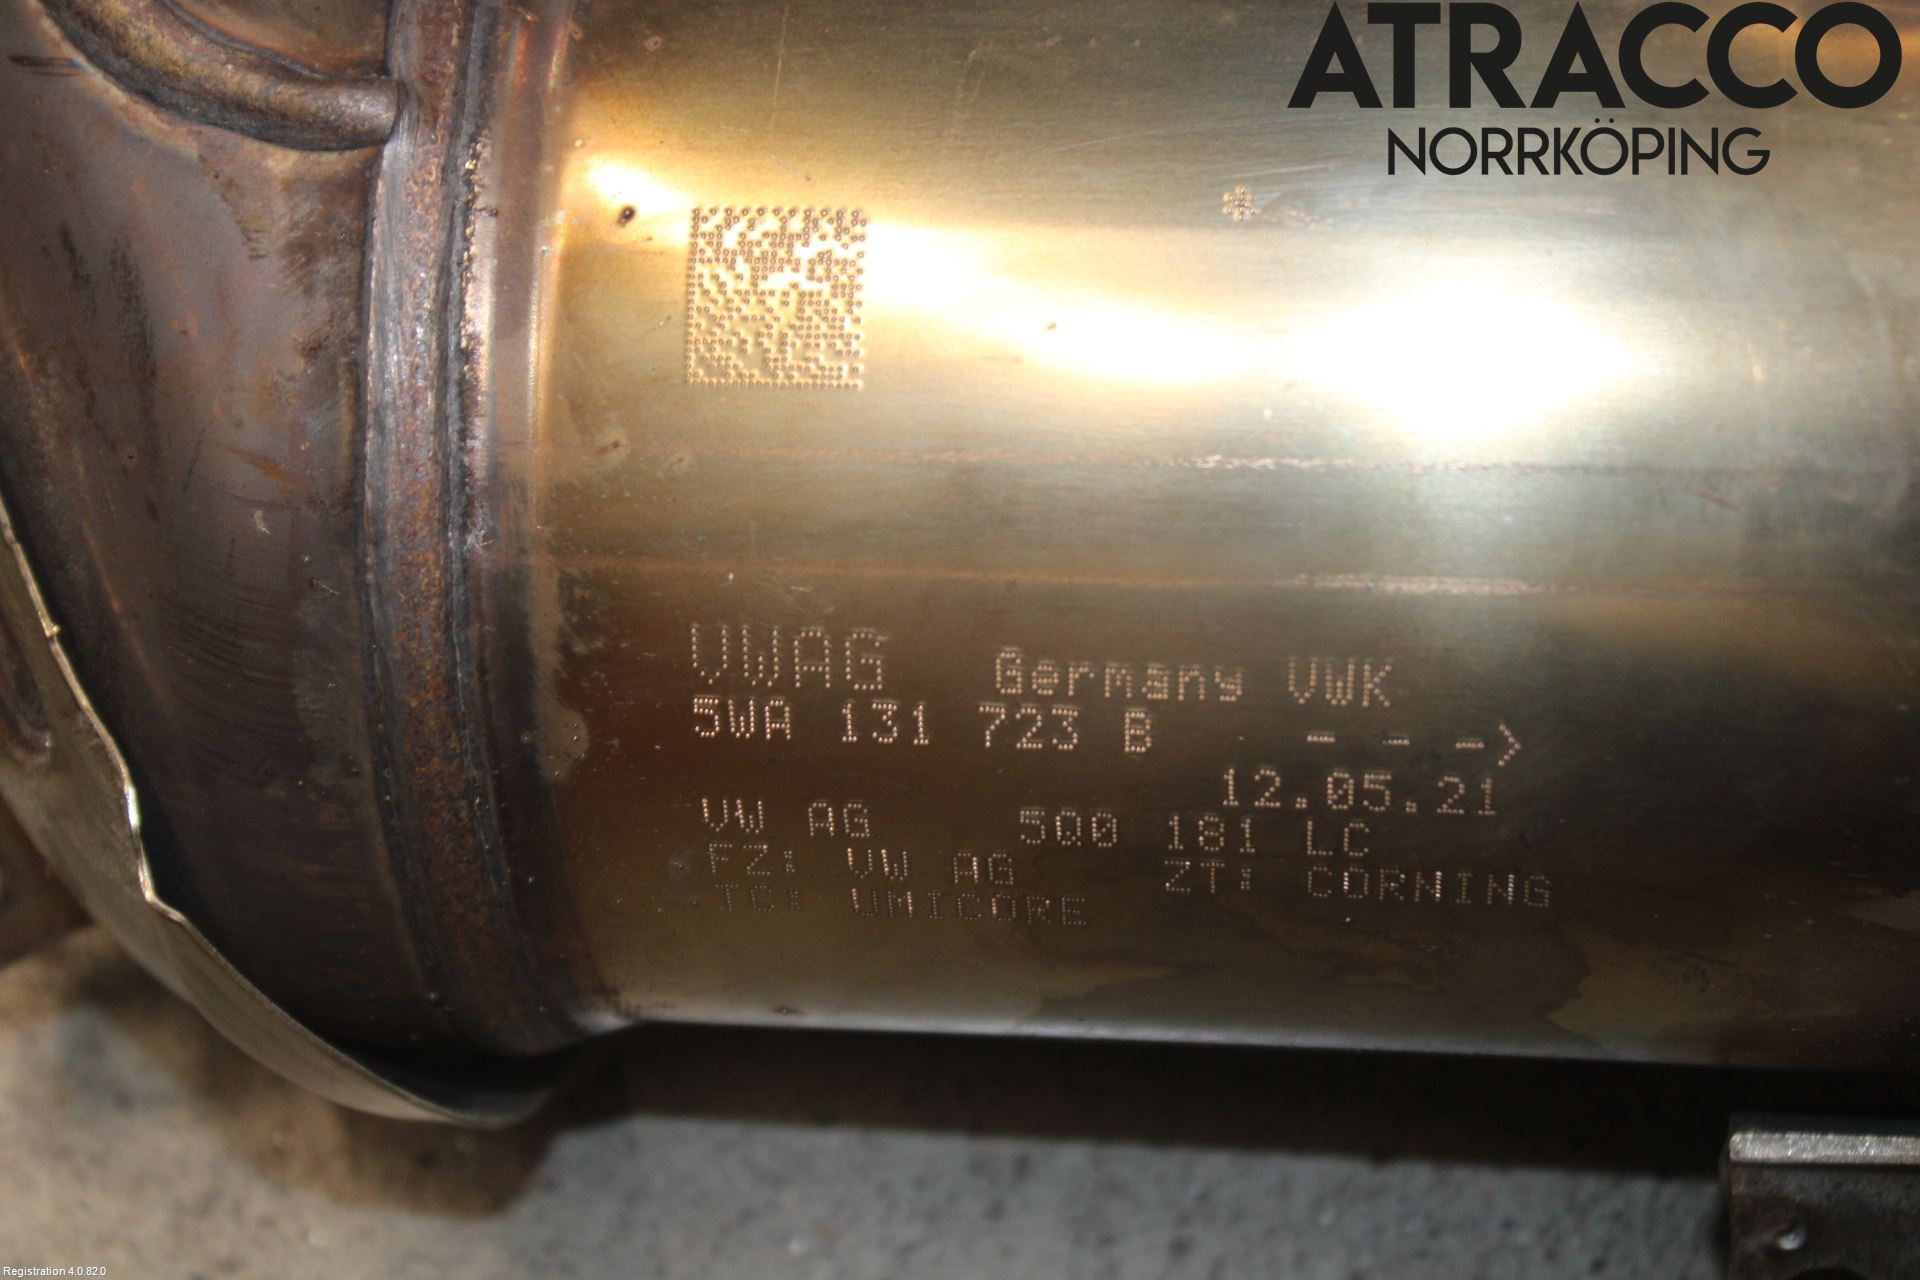 ATRACCO
NORRKÖPING
*
VWAG Germany VWK
5WA 131 723 B - - ->
12.05.21
VW AG 500 181 LC
FZ: VW AG ZT: CORNING
TC: UMICORE
Registration 4.0.82.0